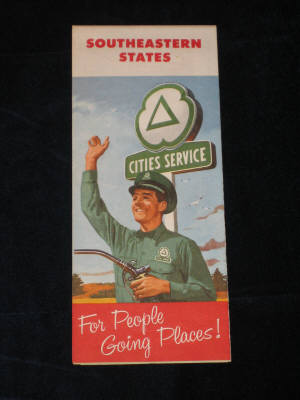 SOUTHEASTERN
STATES
CITIES SERVICE
For People
Going Places!